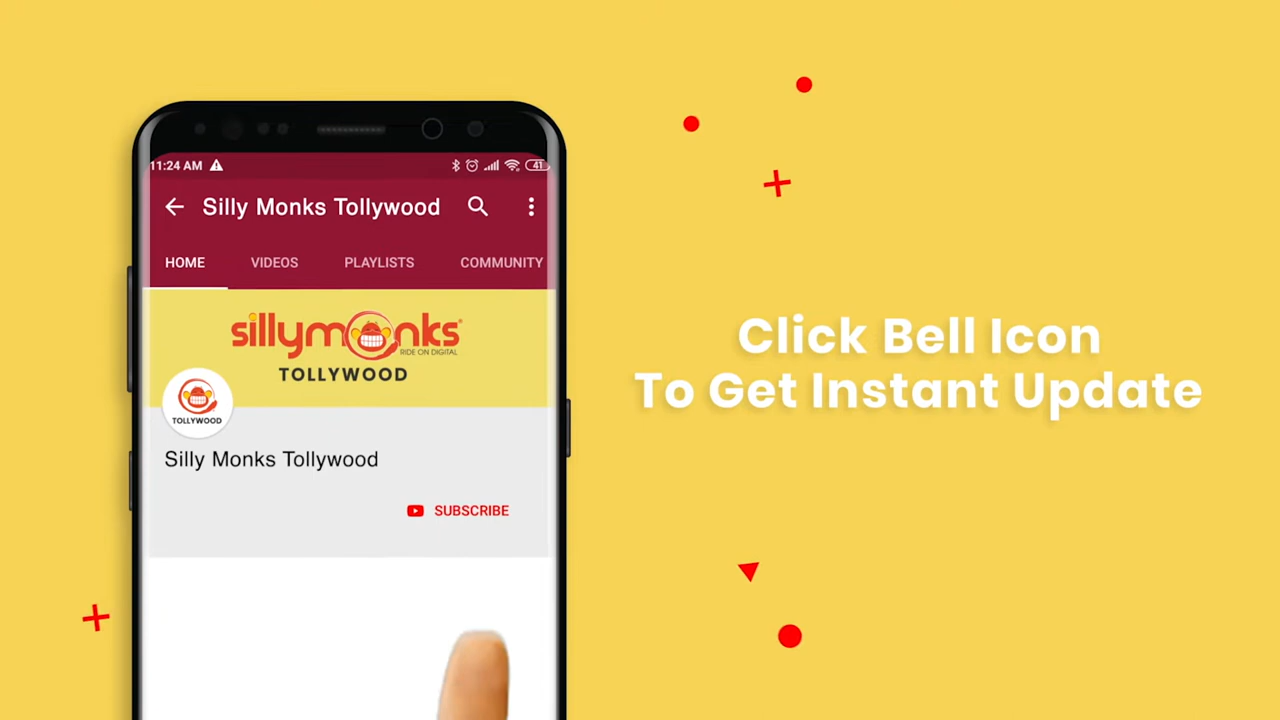 11:24 AM
41
Silly Monks Tollywood
HOME VIDEOS PLAYLISTS COMMUNITY
sillymonks
RIDE ON DIGITAL
TOLLYWOOD
TOLLYWOOD
Silly Monks Tollywood
SUBSCRIBE
Click Bell Icon
To Get Instant Update